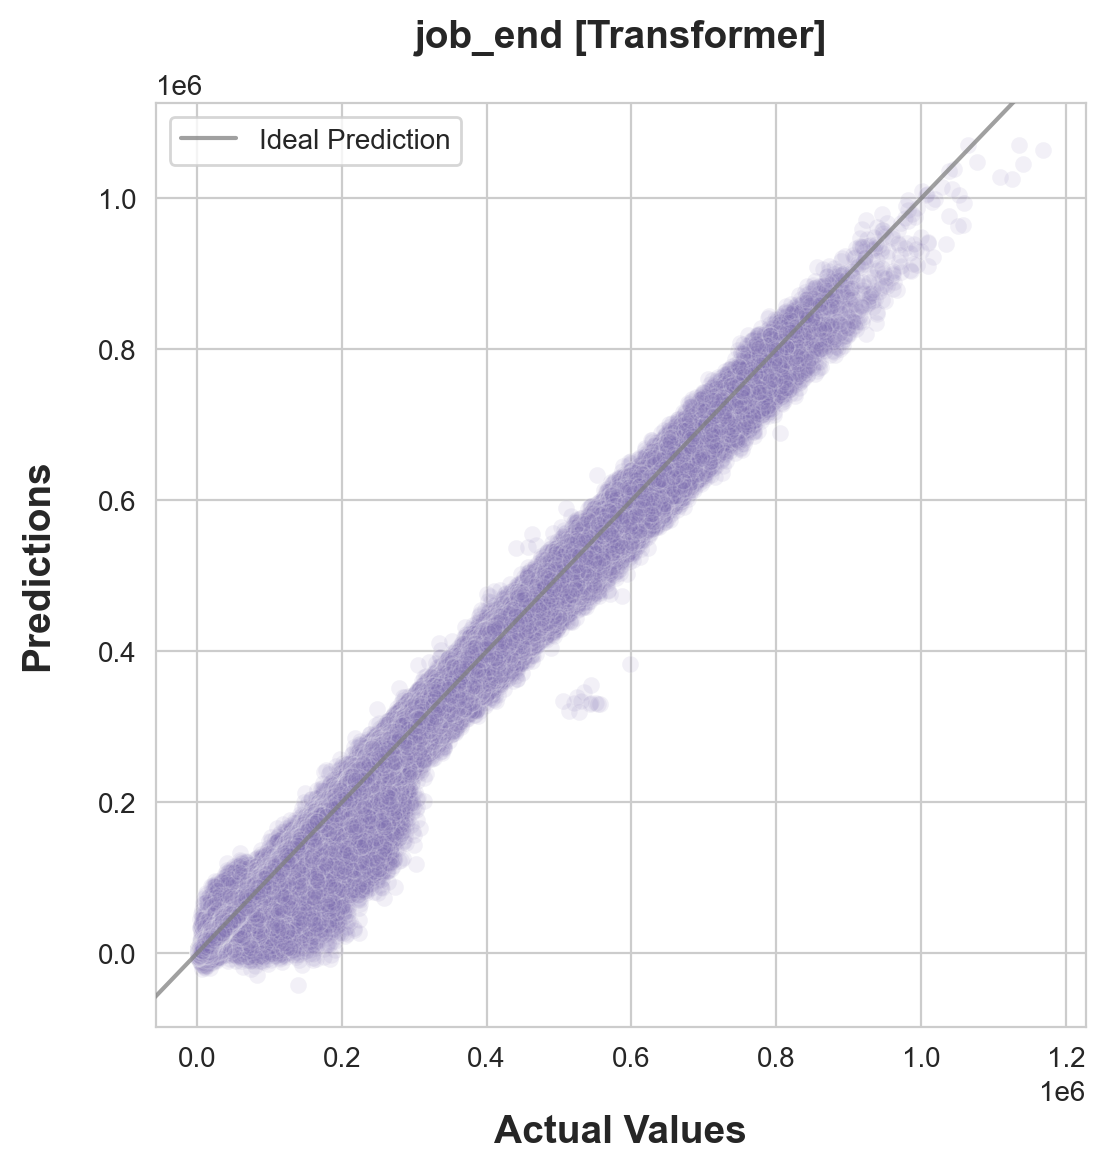 job_end [Transformer]
1e6
Ideal Prediction
1.0
0.8
0.6
0.4
0.2
0.0
Predictions
0.0 0.2 0.4 0.6 0.8 1.0 1.2
1e6
Actual Values